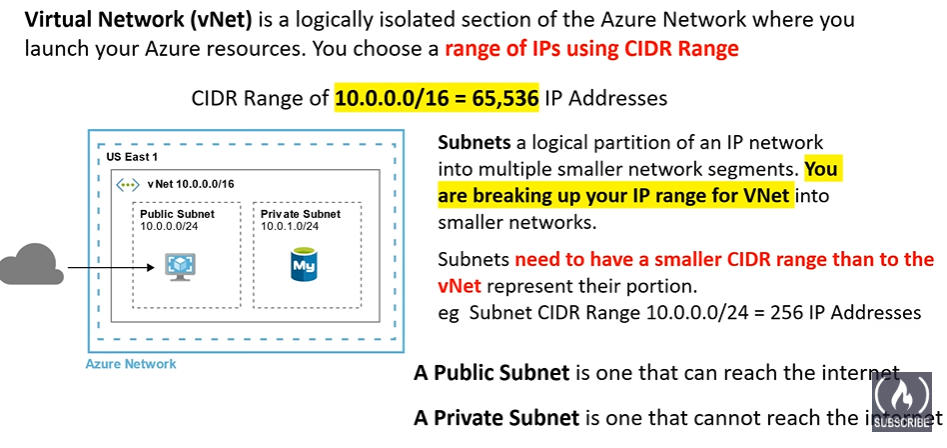 Virtual Network (vNet) is a logically isolated section of the Azure Network where you
launch your Azure resources. You choose a range of IPs using CIDR Range
CIDR Range of 10.0.0.0/16 = 65,536 IP Addresses
US East 1
vNet 10.0.0.0/16
Public Subnet
10.0.0.0/24
Private Subnet
10.0.1.0/24
My
Azure Network
Subnets a logical partition of an IP network
into multiple smaller network segments. You
are breaking up your IP range for VNet into
smaller networks.
Subnets need to have a smaller CIDR range than to the
vNet represent their portion.
eg Subnet CIDR Range 10.0.0.0/24 = 256 IP Addresses
A Public Subnet is one that can reach the internet
A Private Subnet is one that cannot reach the internet
SUBSCRIBE